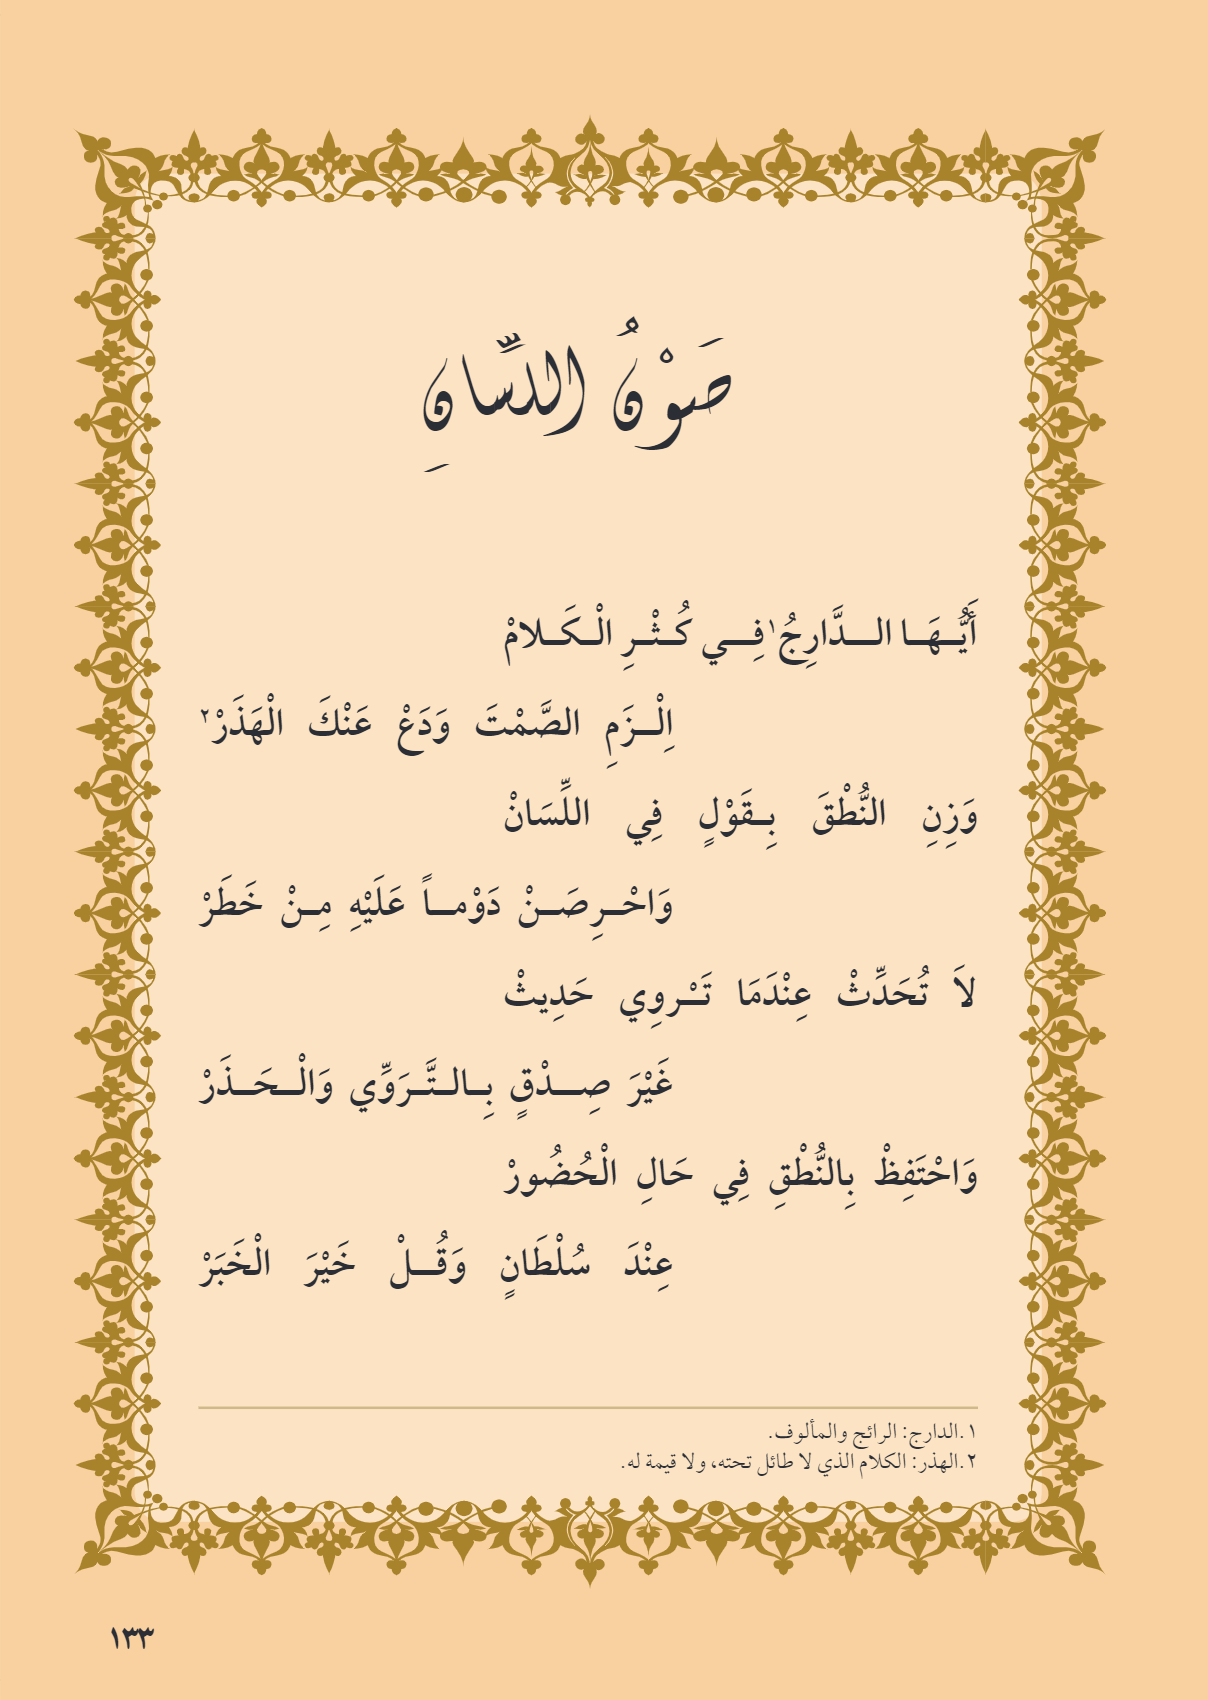 صَوْنُ اللِّسانِ
أَيُّهَا الدَّارِجُ١ فِي كُثْرِ الْكَلامْ
اِلْزَمِ الصَّمْتَ وَدَعْ عَنْكَ الْهَذَرْ٢
وَزِنِ النُّطْقَ بِقَوْلٍ فِي اللِّسَانْ
وَاحْرِصَنْ دَوْماً عَلَيْهِ مِنْ خَطَرْ
لاَ تُحَدِّثْ عِنْدَمَا تَرْوِي حَدِيثْ
غَيْرَ صِدْقٍ بِالتَّرَوِّي وَالْحَذَرْ
وَاحْتَفِظْ بِالنُّطْقِ فِي حَالِ الْحُضُورْ
عِنْدَ سُلْطَانٍ وَقُلْ خَيْرَ الْخَبَرْ
١.الدارج: الرائج والمألوف.
٢.الهذر: الكلام الذي لا طائل تحته، ولا قيمة له.
١٣٣